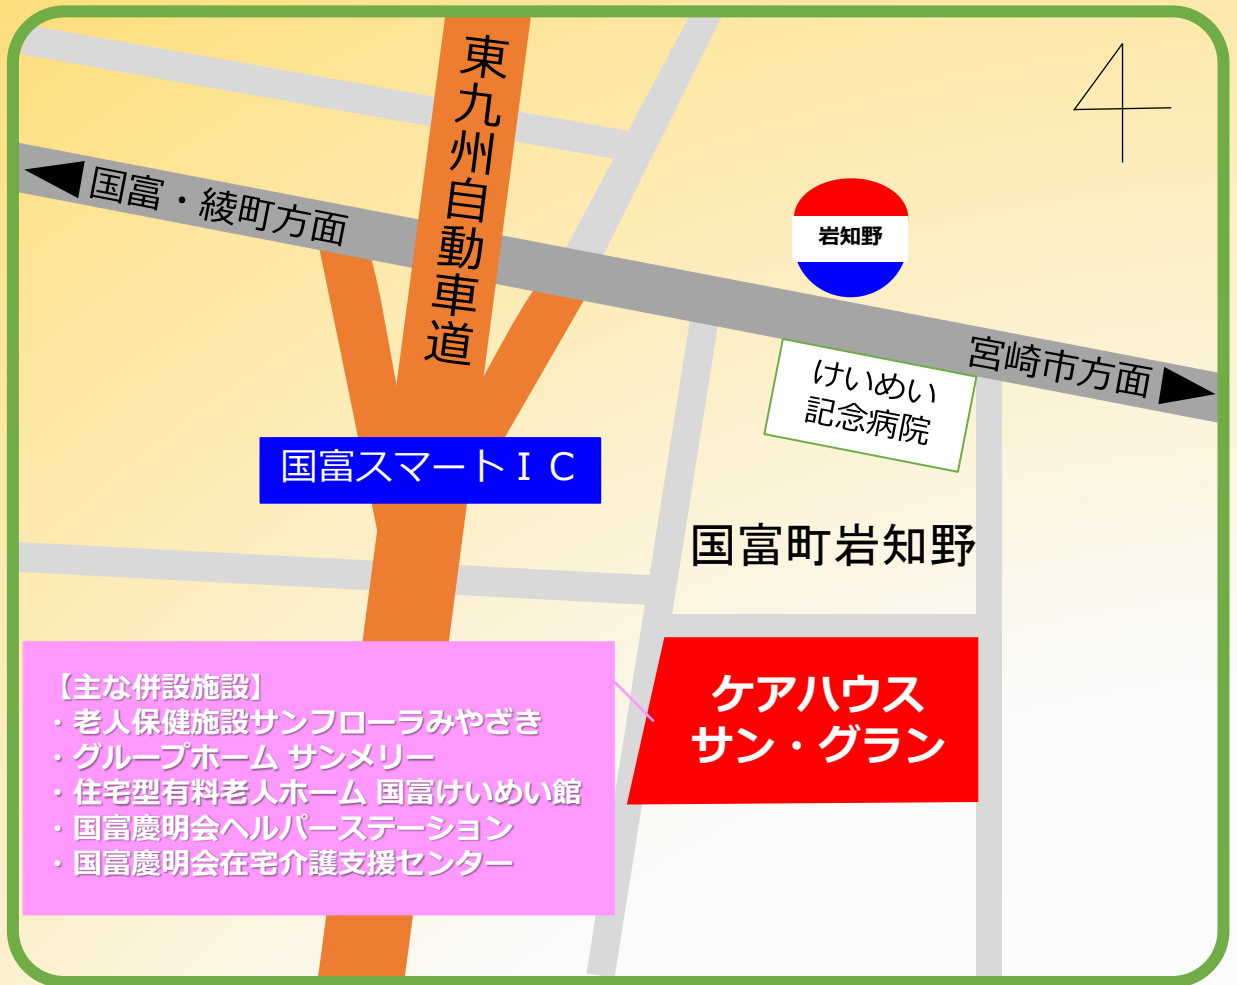 東九州自動車道
国富・綾町方面
岩知野
宮崎市方面
けいめい
記念病院
国富スマートＩＣ
国富町岩知野
ケアハウス
サン・グラン
【主な併設施設】
・老人保健施設サンフローラみやざき
・グループホーム サンメリー
・住宅型有料老人ホーム 国富けいめい館
・国富慶明会ヘルパーステーション
・国富慶明会在宅介護支援センター